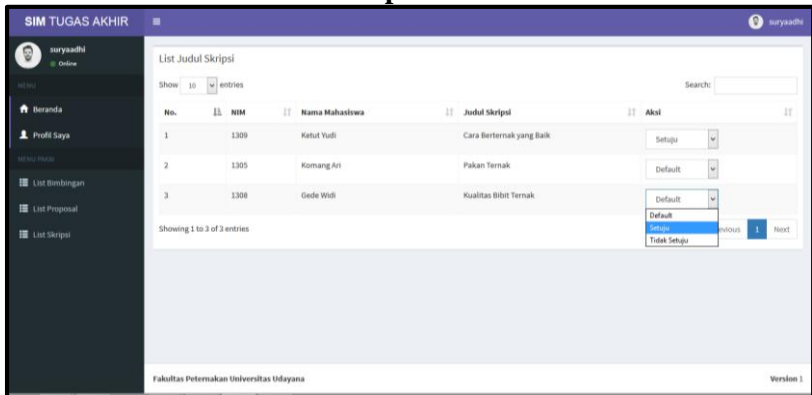 SIM TUGAS AKHIR
suryaadhi
suryaadhi
Online
MENU
Beranda
Profil Saya
List Bimbingan
List Proposal
List Skripsi
List Judul Skripsi
Show 10 entries
Search:
No. NIM Nama Mahasiswa Judul Skripsi Aksi
1 1309 Ketut Yudi Cara Berternak yang Baik Setuju
2 1305 Komang Ari Pakan Ternak Default
3 1308 Gede Widi Kualitas Bibit Ternak Default
Default
Setuju
Tidak Setuju
Showing 1 to 3 of 3 entries
evious 1 Next
Fakultas Peternakan Universitas Udayana
Version 1